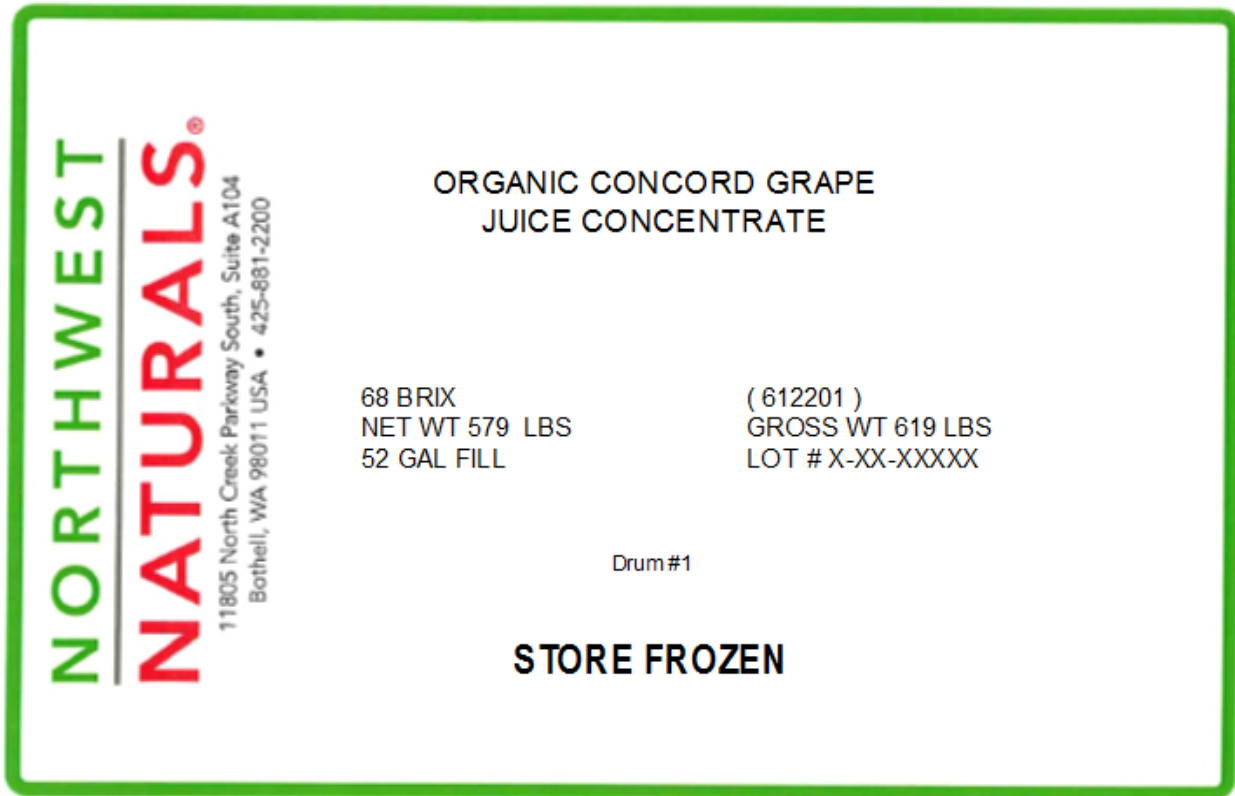 NORTHWEST
NATURALS®
11805 North Creek Parkway South, Suite A104
Bothell, WA 98011 USA • 425-881-2200
ORGANIC CONCORD GRAPE
JUICE CONCENTRATE
68 BRIX
NET WT 579 LBS
52 GAL FILL
( 612201 )
GROSS WT 619 LBS
LOT # X-XX-XXXXX
Drum #1
STORE FROZEN